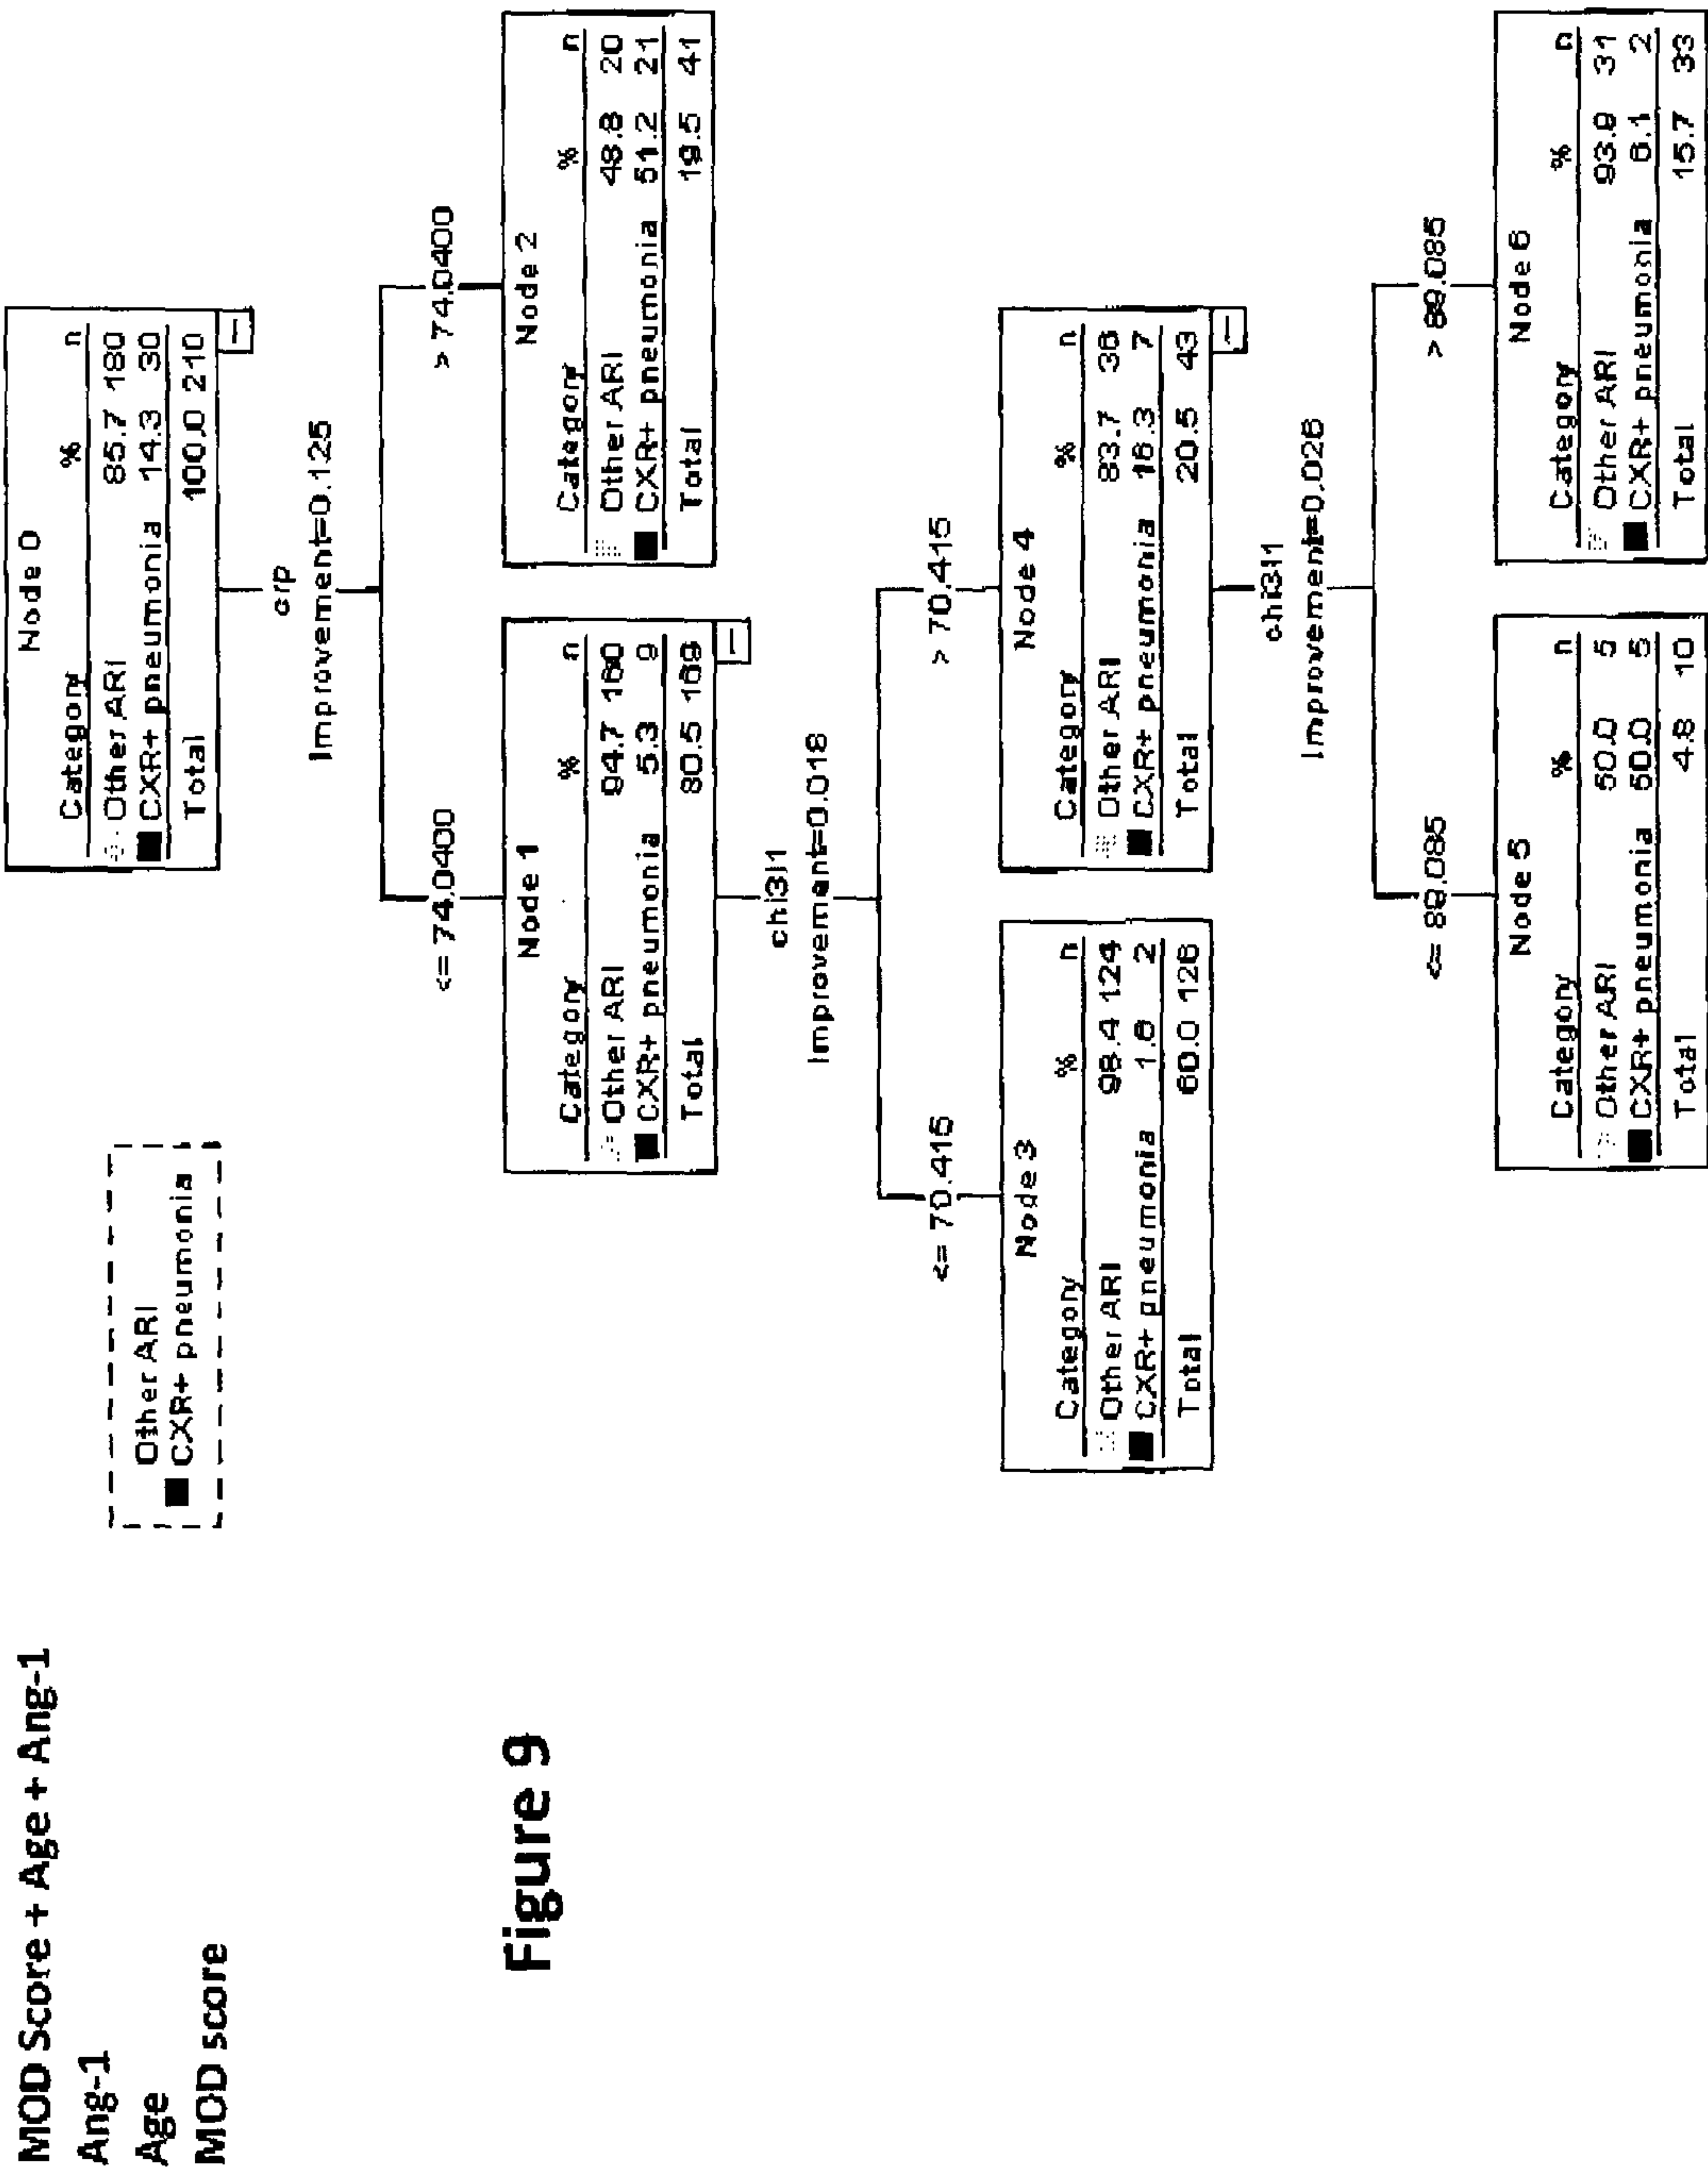 MOD Score + Age + Ang-1
Ang-1
Age
MOD score
Figure 9
Other ARI
CXR+ pneumonia
Node 0
Category % n
Other ARI 85.7 180
CXR+ pneumonia 14.3 30
Total 100.0 210
crp
Improvement=0.125
<= 74.0400
> 74.0400
Node 1
Category % n
Other ARI 94.7 160
CXR+ pneumonia 5.3 9
Total 80.5 169
Node 2
Category % n
Other ARI 48.8 20
CXR+ pneumonia 51.2 21
Total 19.5 41
chi3l1
Improvement=0.018
<= 70.415
> 70.415
Node 3
Category % n
Other ARI 98.4 124
CXR+ pneumonia 1.6 2
Total 60.0 126
Node 4
Category % n
Other ARI 83.7 36
CXR+ pneumonia 16.3 7
Total 20.5 43
chi3l1
Improvement=0.026
<=
>
Node 5
Category % n
Other ARI 50.0 5
CXR+ pneumonia 50.0 5
Total 4.8 10
Node 6
Category % n
Other ARI 93.9 31
CXR+ pneumonia 6.1 2
Total 15.7 33